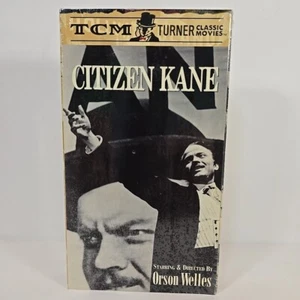 TCM TURNER CLASSIC MOVIES
CITIZEN KANE
Starring & Directed By
Orson Welles